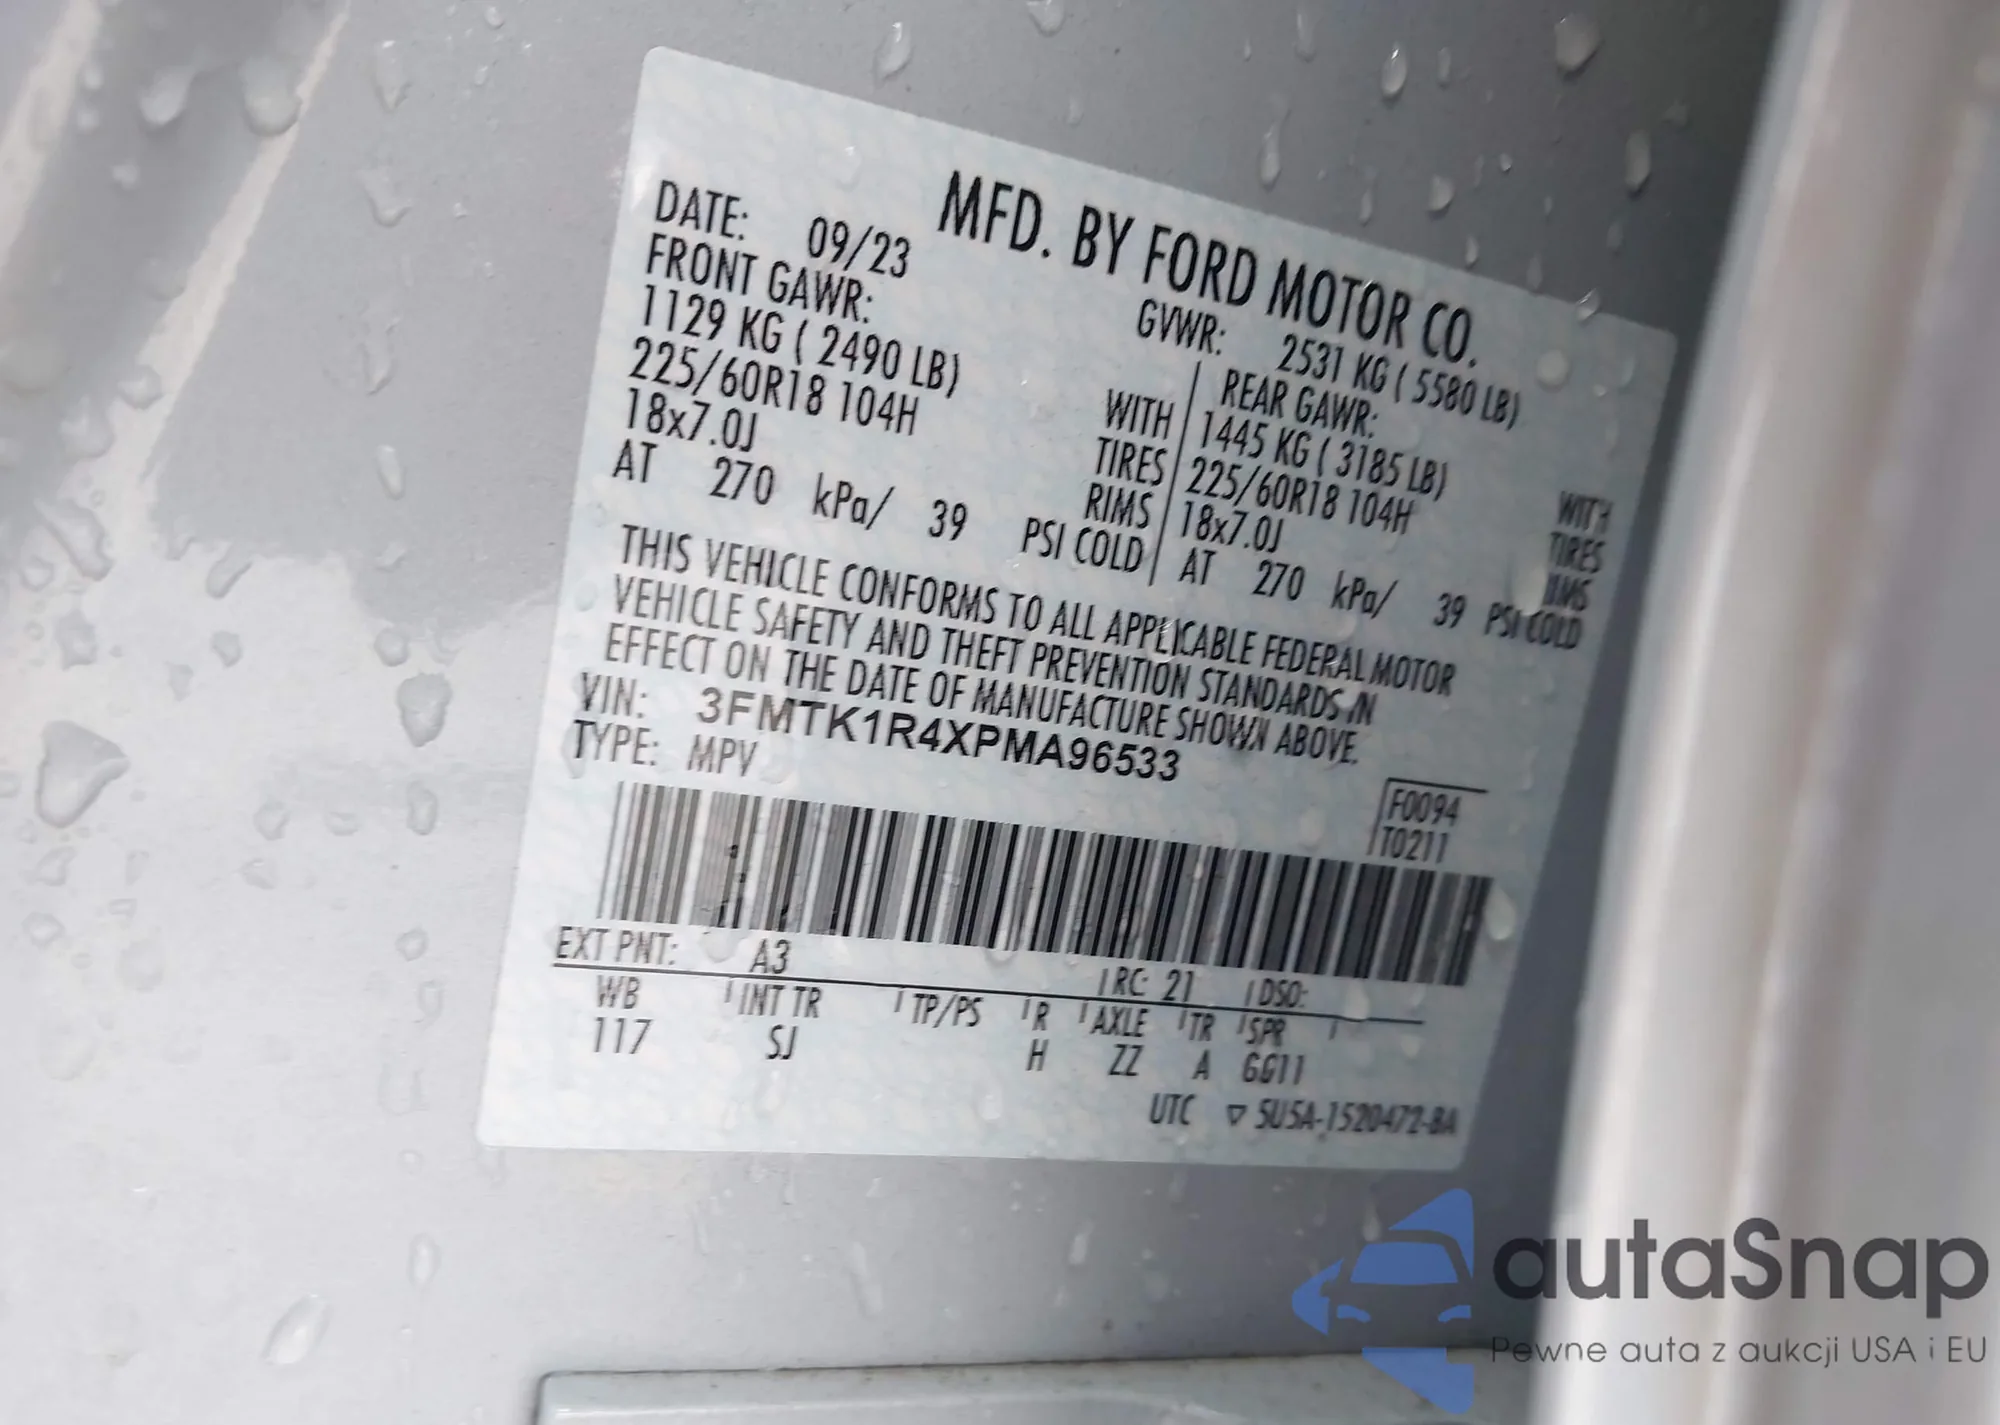 MFD. BY FORD MOTOR CO.
DATE: 09/23 GVWR: 2531 KG ( 5580 LB)
FRONT GAWR: REAR GAWR:
1129 KG ( 2490 LB) WITH 1445 KG ( 3185 LB) WITH
225/60R18 104H TIRES 225/60R18 104H TIRES
18x7.0J RIMS 18x7.0J RIMS
AT 270 kPa/ 39 PSI COLD AT 270 kPa/ 39 PSI COLD
THIS VEHICLE CONFORMS TO ALL APPLICABLE FEDERAL MOTOR
VEHICLE SAFETY AND THEFT PREVENTION STANDARDS IN
EFFECT ON THE DATE OF MANUFACTURE SHOWN ABOVE.
VIN: 3FMTK1R4XPMA96533
TYPE: MPV
F0094
T0211
EXT PNT: A3 RC: 21 DSO:
WB INT TR TP/PS R AXLE TR SPR
117 SJ H ZZ A GG11
UTC ▽ 5U5A-1520472-BA
autaSnap
Pewne auta z aukcji USA i EU